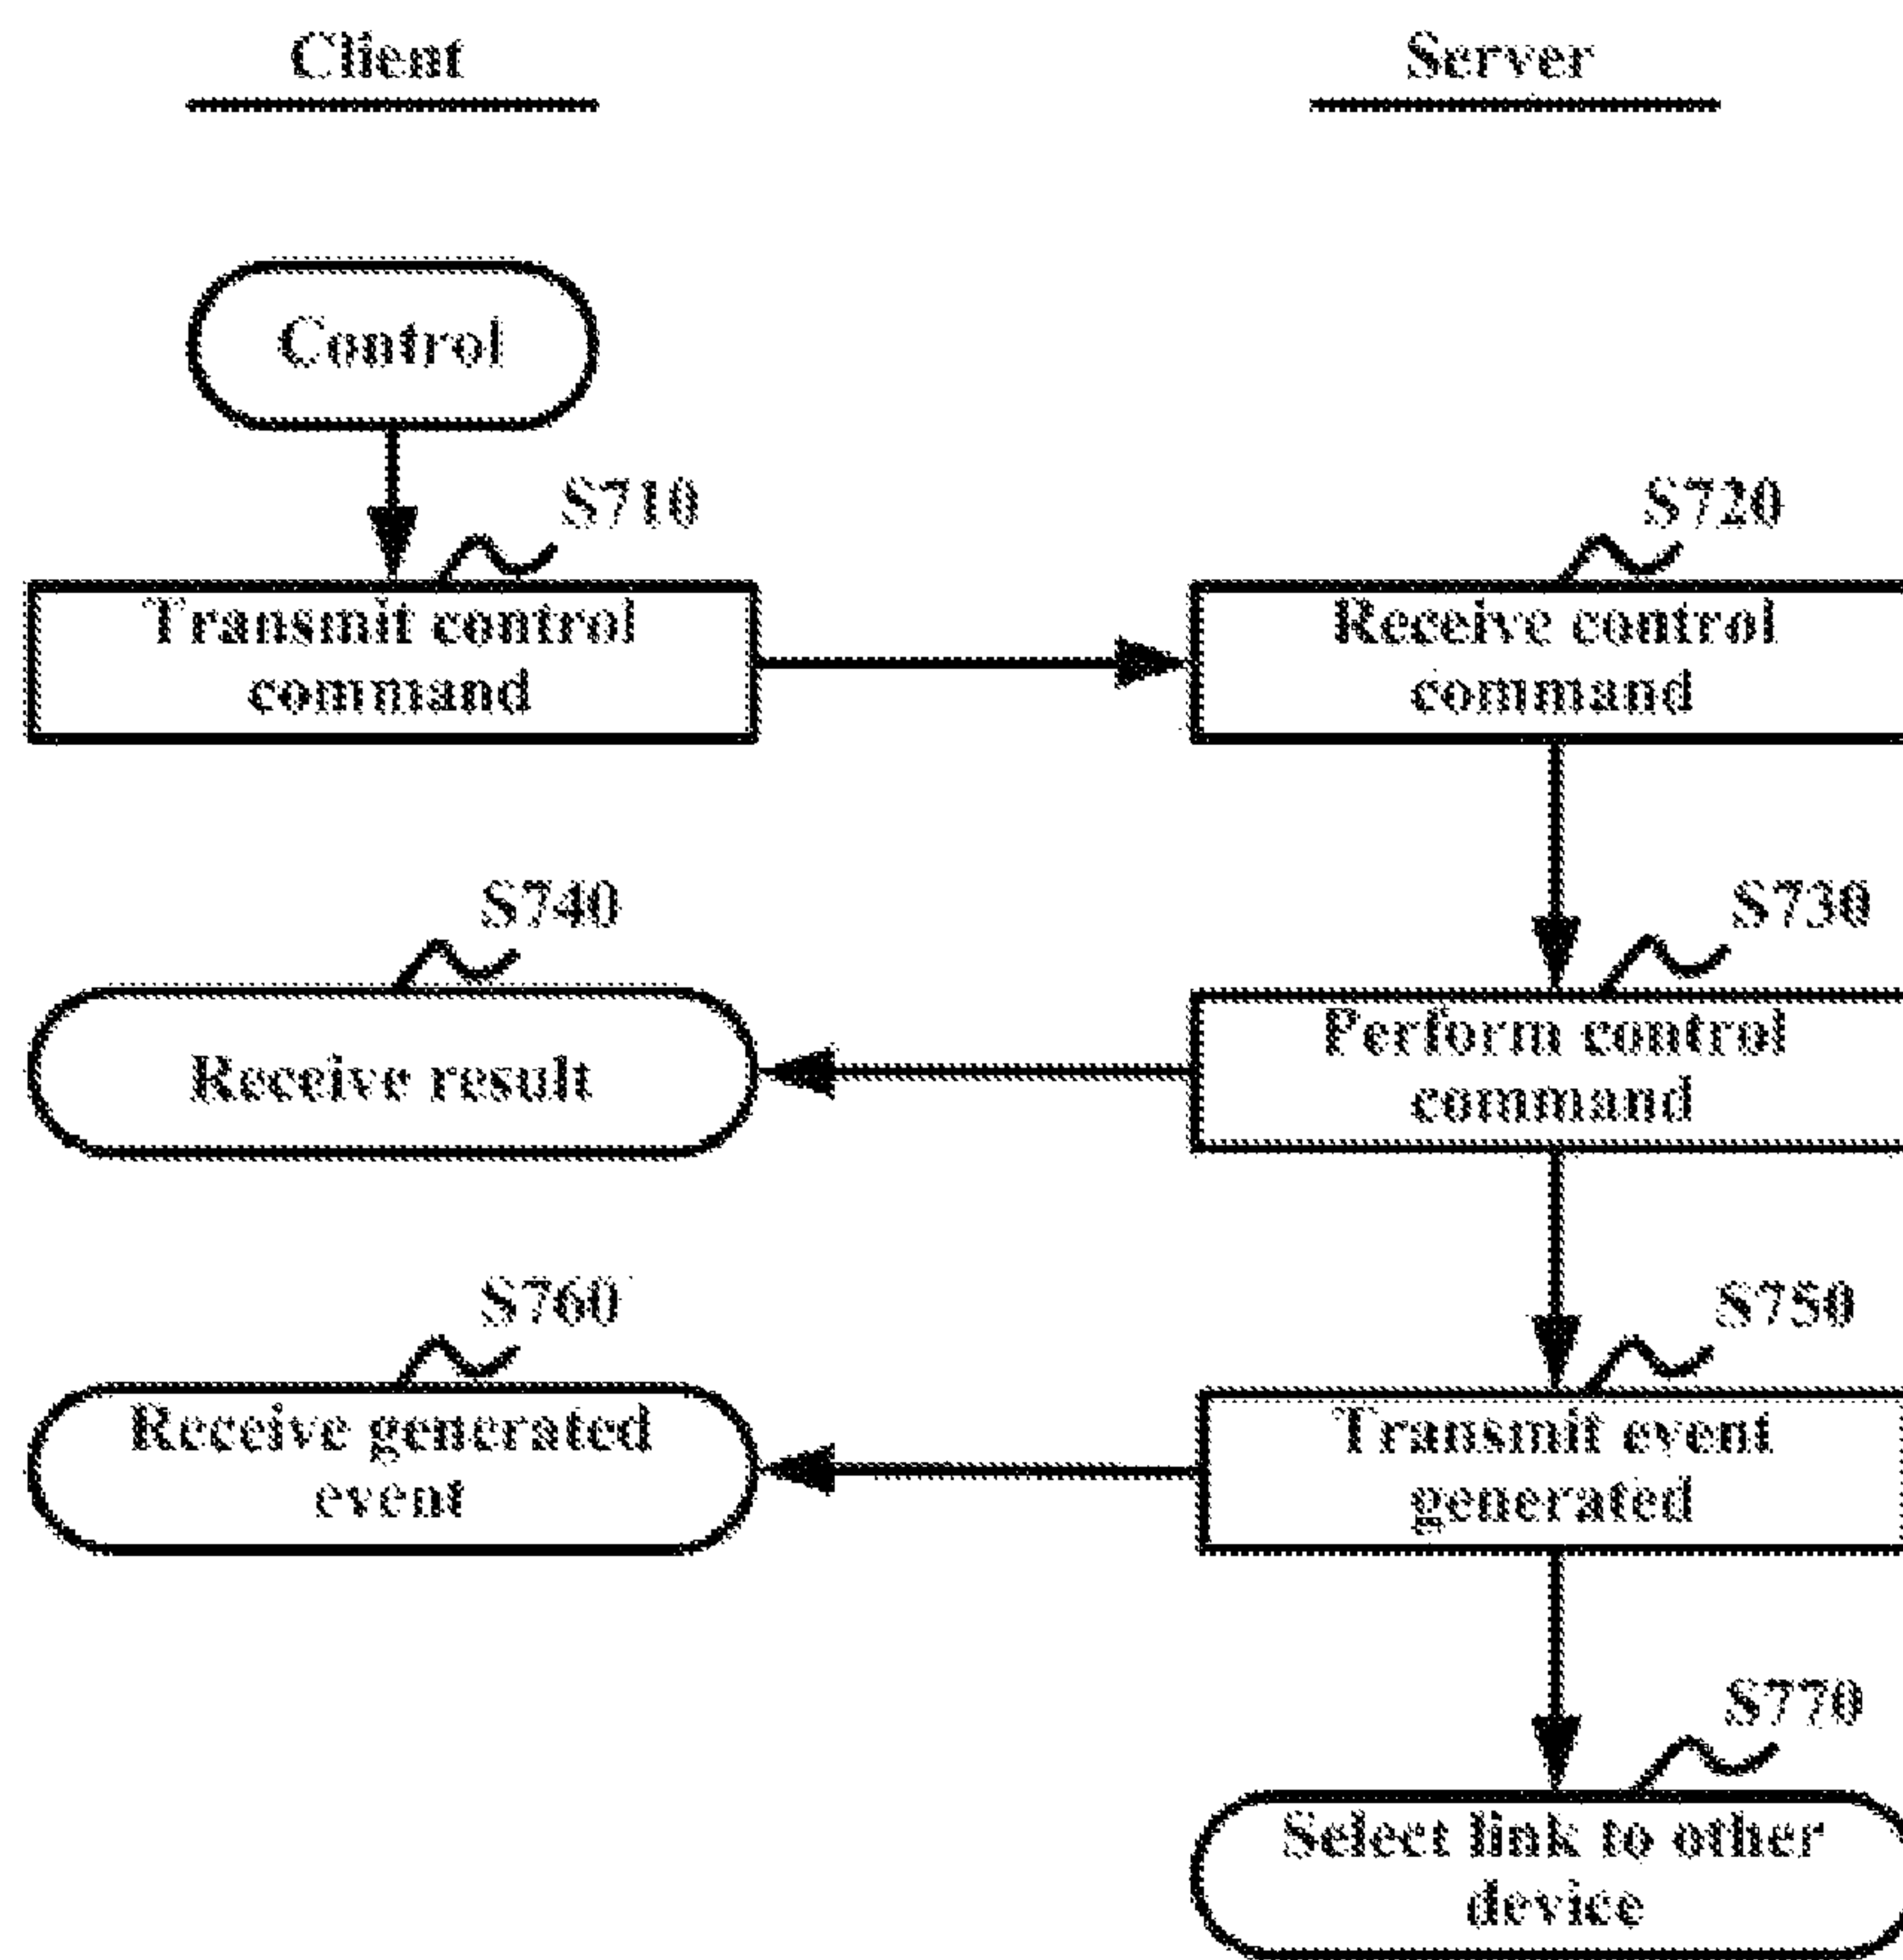 Client
Server
Control
S710
S720
Transmit control
command
Receive control
command
S740
S730
Receive result
Perform control
command
S760
S750
Receive generated
event
Transmit event
generated
S770
Select link to other
device